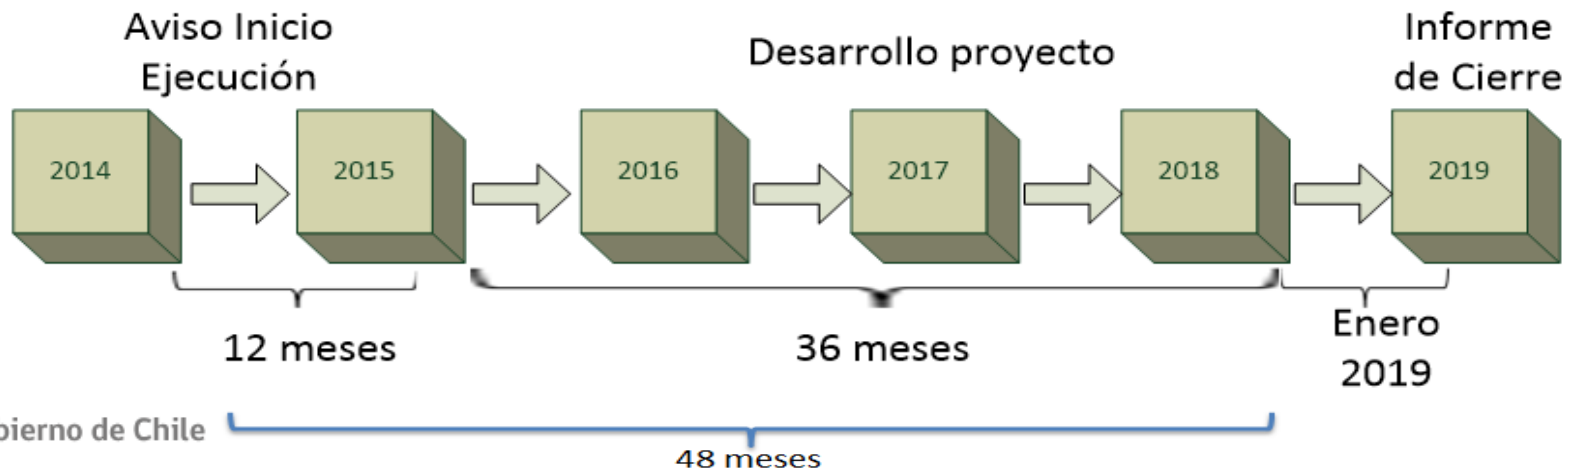 Aviso Inicio
Ejecución
Desarrollo proyecto
Informe
de Cierre
2014
2015
2016
2017
2018
2019
12 meses
36 meses
Enero
2019
bierno de Chile
48 meses